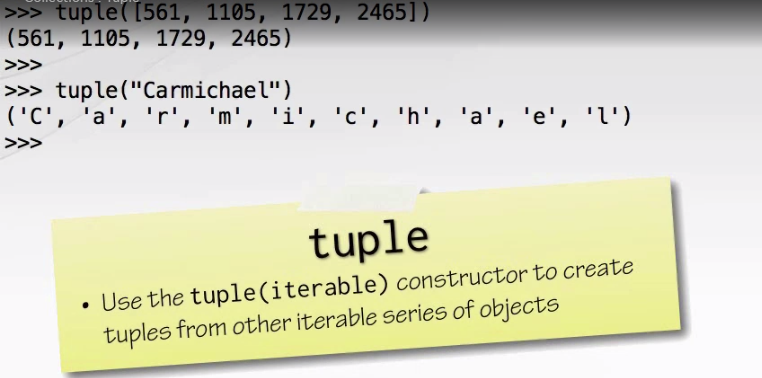 >>> tuple([561, 1105, 1729, 2465])
(561, 1105, 1729, 2465)
>>>
>>> tuple("Carmichael")
('C', 'a', 'r', 'm', 'i', 'c', 'h', 'a', 'e', 'l')
>>>
tuple
• Use the tuple(iterable) constructor to create
tuples from other iterable series of objects